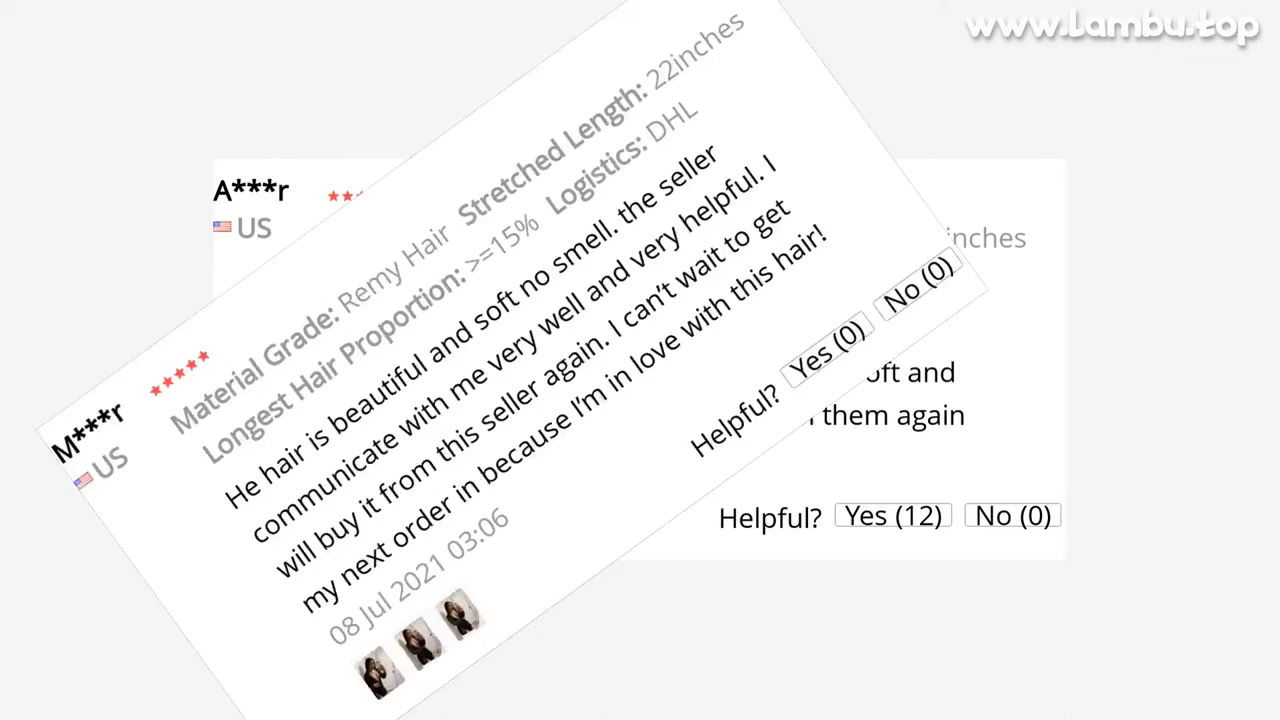 www.Lambu.top
M***r
US
Material Grade: Remy Hair Stretched Length: 22inches
Longest Hair Proportion: >=15% Logistics: DHL
He hair is beautiful and soft no smell. the seller
communicate with me very well and very helpful. I
will buy it from this seller again. I can't wait to get
my next order in because I'm in love with this hair!
08 Jul 2021 03:06
Helpful? Yes (0) No (0)
A***r
US
inches
and
them again
Helpful? Yes (12) No (0)